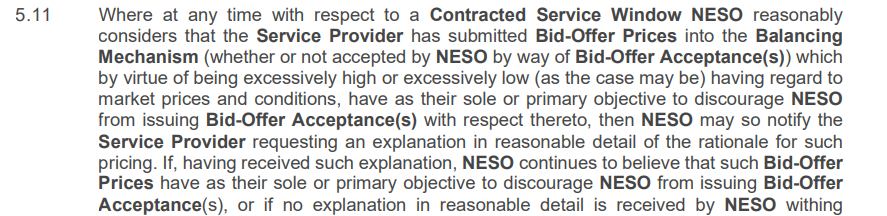 5.11 Where at any time with respect to a Contracted Service Window NESO reasonably
considers that the Service Provider has submitted Bid-Offer Prices into the Balancing
Mechanism (whether or not accepted by NESO by way of Bid-Offer Acceptance(s)) which
by virtue of being excessively high or excessively low (as the case may be) having regard to
market prices and conditions, have as their sole or primary objective to discourage NESO
from issuing Bid-Offer Acceptance(s) with respect thereto, then NESO may so notify the
Service Provider requesting an explanation in reasonable detail of the rationale for such
pricing. If, having received such explanation, NESO continues to believe that such Bid-Offer
Prices have as their sole or primary objective to discourage NESO from issuing Bid-Offer
Acceptance(s), or if no explanation in reasonable detail is received by NESO withing